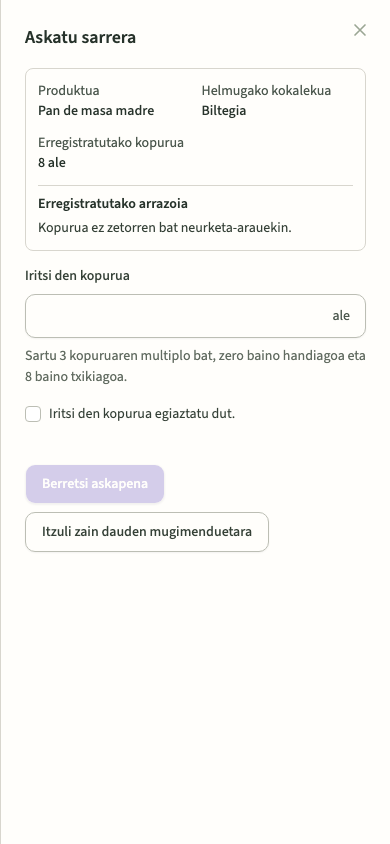 Askatu sarrera
Produktua
Pan de masa madre
Helmugako kokalekua
Biltegia
Erregistratutako kopurua
8 ale
Erregistratutako arrazoia
Kopurua ez zetorren bat neurketa-arauekin.
Iritsi den kopurua
ale
Sartu 3 kopuruaren multiplo bat, zero baino handiagoa eta
8 baino txikiagoa.
Iritsi den kopurua egiaztatu dut.
Berretsi askapena
Itzuli zain dauden mugimenduetara